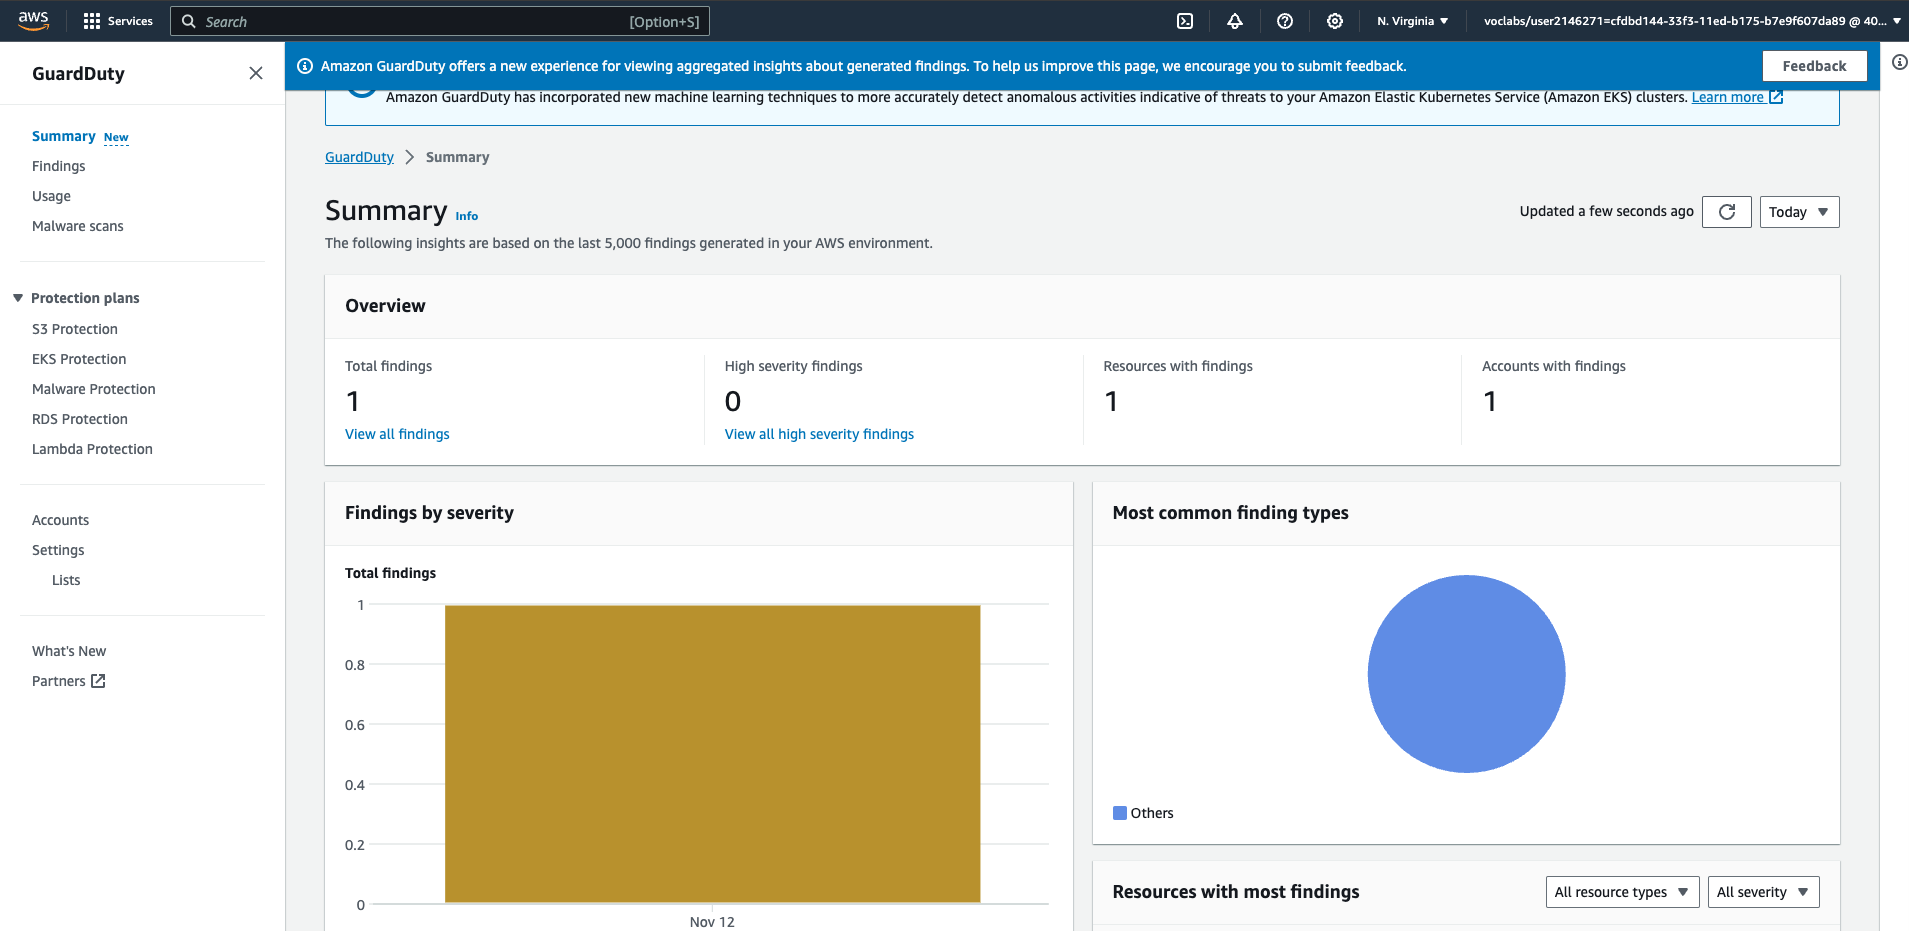 aws
Services
Search
[Option+S]
N. Virginia
voclabs/user2146271=cfdbd144-33f3-11ed-b175-b7e9f607da89 @ 40...
GuardDuty
Amazon GuardDuty offers a new experience for viewing aggregated insights about generated findings. To help us improve this page, we encourage you to submit feedback.
Feedback
Amazon GuardDuty has incorporated new machine learning techniques to more accurately detect anomalous activities indicative of threats to your Amazon Elastic Kubernetes Service (Amazon EKS) clusters. Learn more
Summary New
Findings
Usage
Malware scans
Protection plans
S3 Protection
EKS Protection
Malware Protection
RDS Protection
Lambda Protection
Accounts
Settings
Lists
What's New
Partners
GuardDuty
Summary
Summary Info
Updated a few seconds ago
Today
The following insights are based on the last 5,000 findings generated in your AWS environment.
Overview
Total findings
1
View all findings
High severity findings
0
View all high severity findings
Resources with findings
1
Accounts with findings
1
Findings by severity
Total findings
1
0.8
0.6
0.4
0.2
0
Nov 12
Most common finding types
Others
Resources with most findings
All resource types
All severity